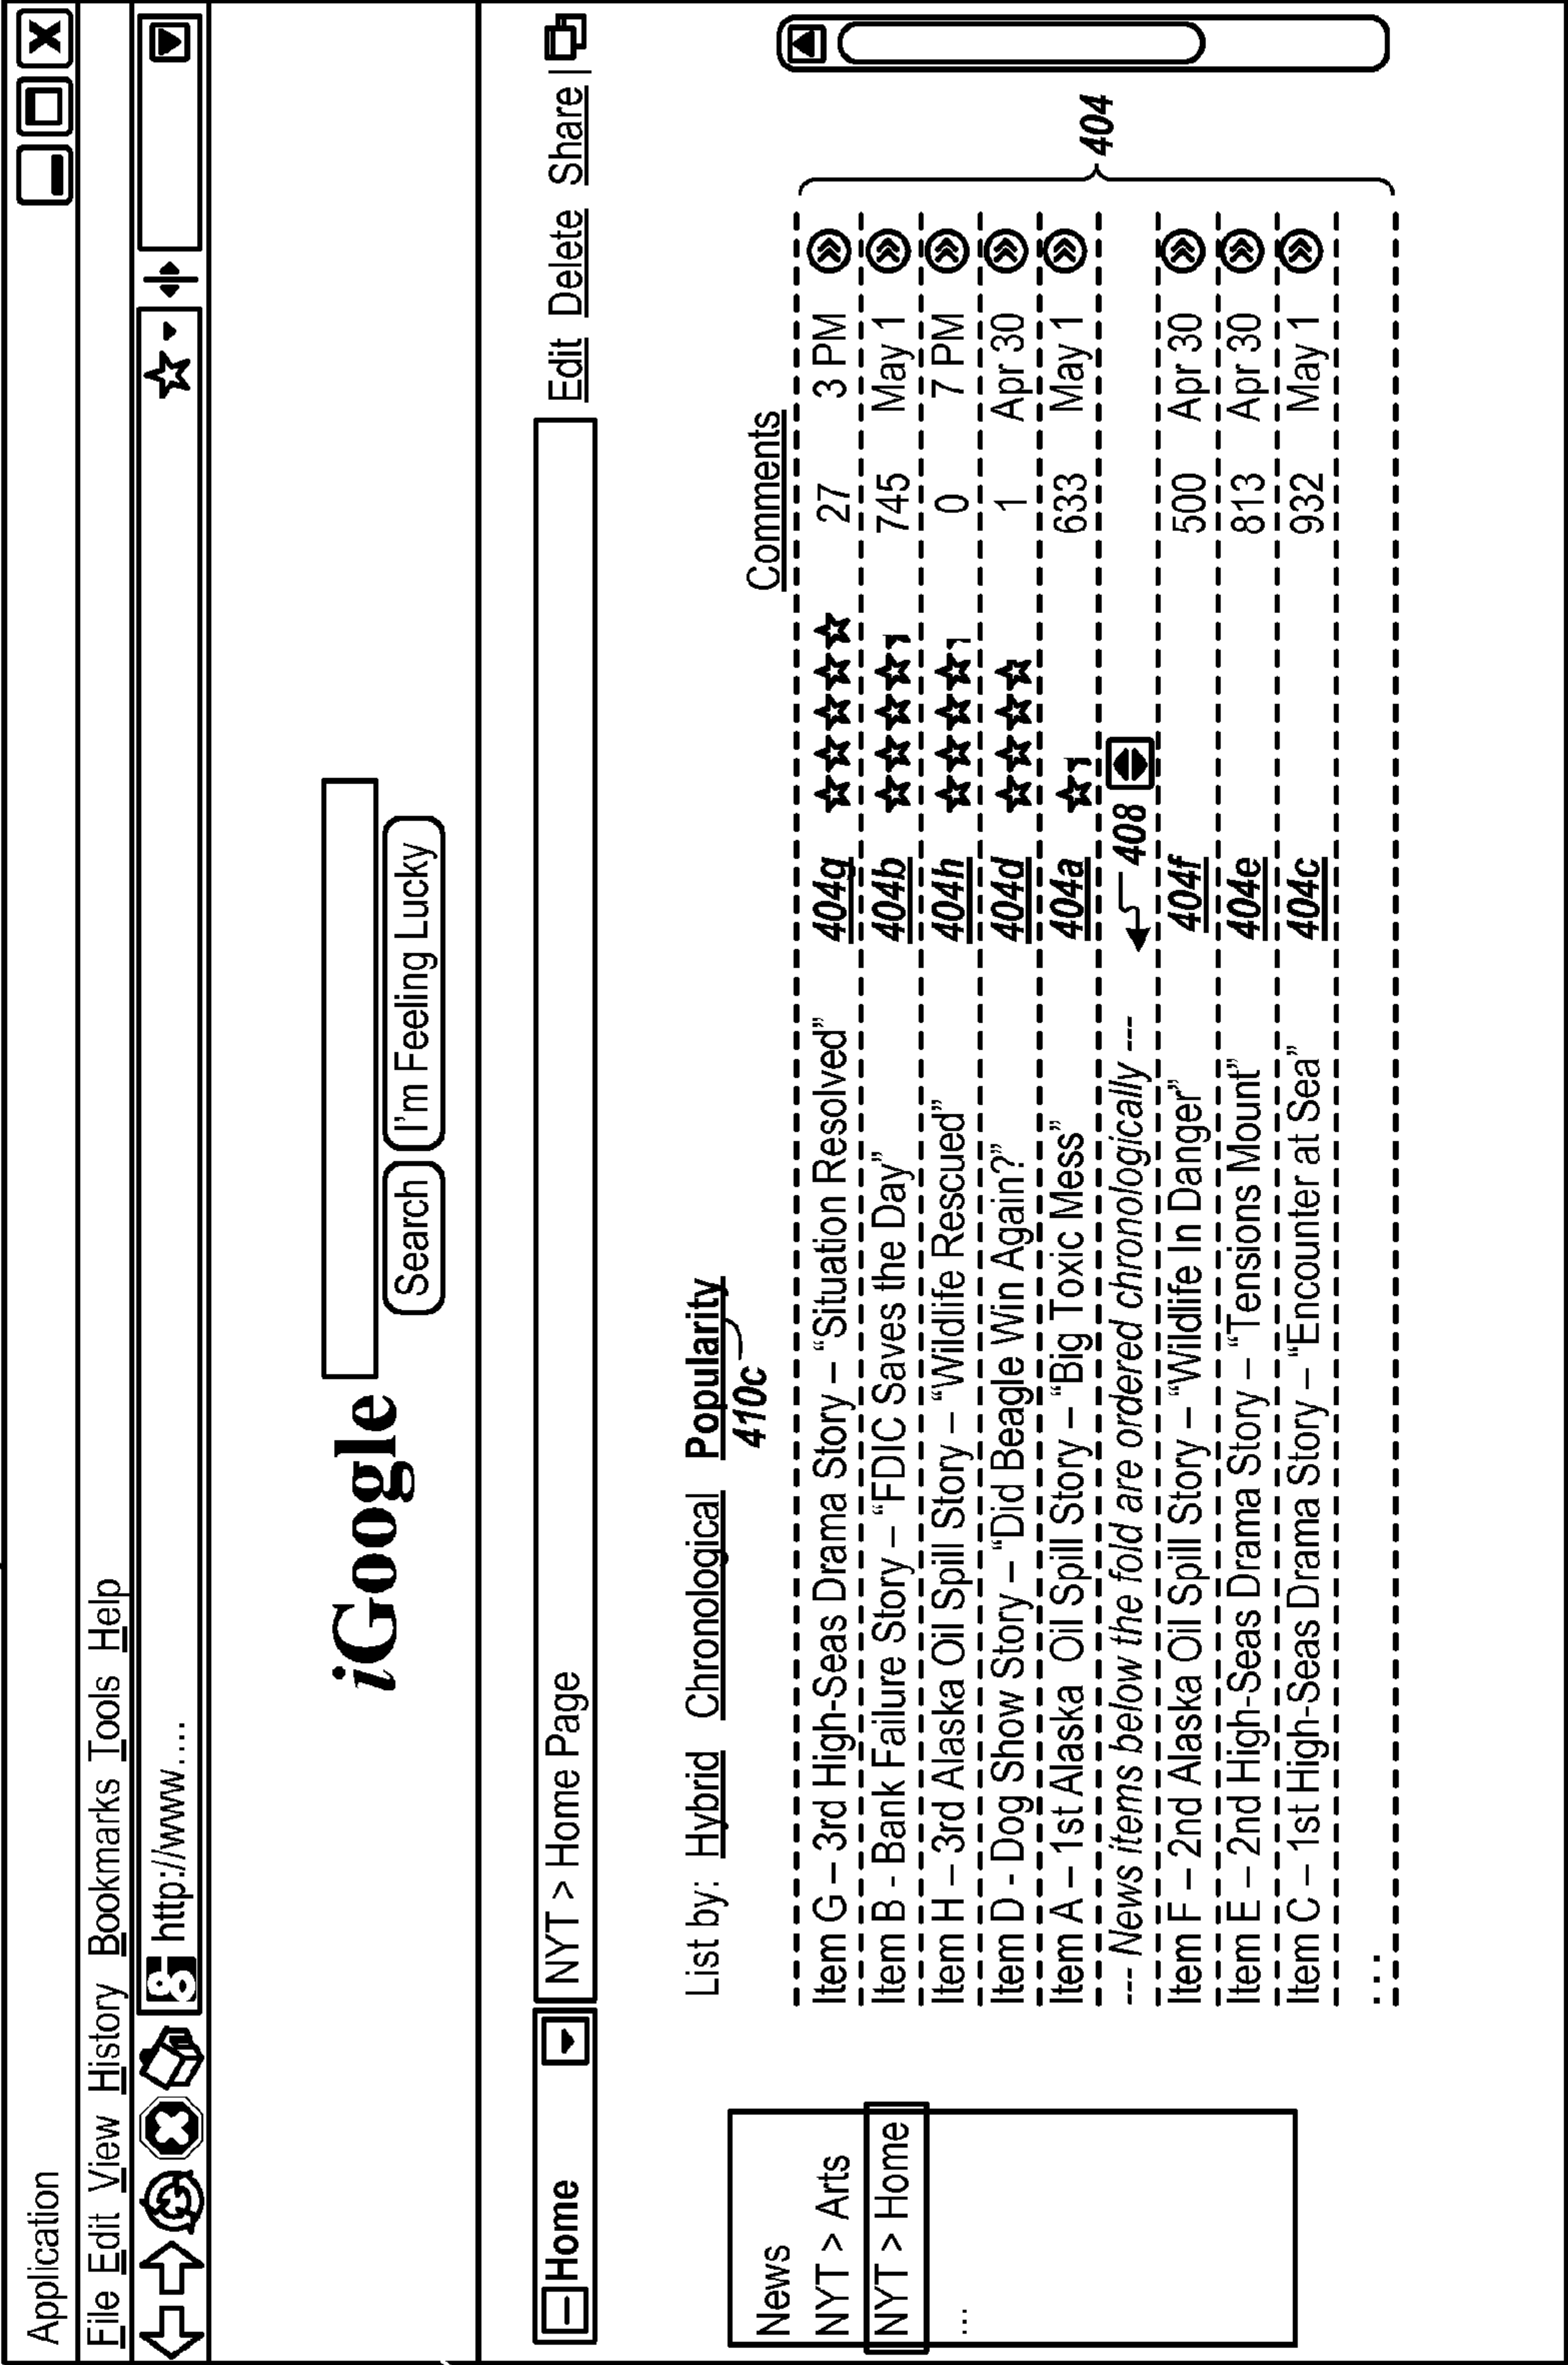 Application
File Edit View History Bookmarks Tools Help
http://www....
iGoogle
Search I'm Feeling Lucky
Home NYT > Home Page Edit Delete Share |
List by: Hybrid Chronological Popularity
410c
Comments
News
NYT > Arts
NYT > Home
...
Item G – 3rd High-Seas Drama Story – “Situation Resolved” 404g 27 3 PM
Item B - Bank Failure Story – “FDIC Saves the Day” 404b 745 May 1
Item H – 3rd Alaska Oil Spill Story – “Wildlife Rescued” 404h 0 7 PM
Item D - Dog Show Story – “Did Beagle Win Again?” 404d 1 Apr 30
Item A – 1st Alaska Oil Spill Story – “Big Toxic Mess” 404a 633 May 1
--- News items below the fold are ordered chronologically --- 408
Item F – 2nd Alaska Oil Spill Story – “Wildlife In Danger” 404f 500 Apr 30
Item E – 2nd High-Seas Drama Story – “Tensions Mount” 404e 813 Apr 30
Item C – 1st High-Seas Drama Story – “Encounter at Sea” 404c 932 May 1
...
404